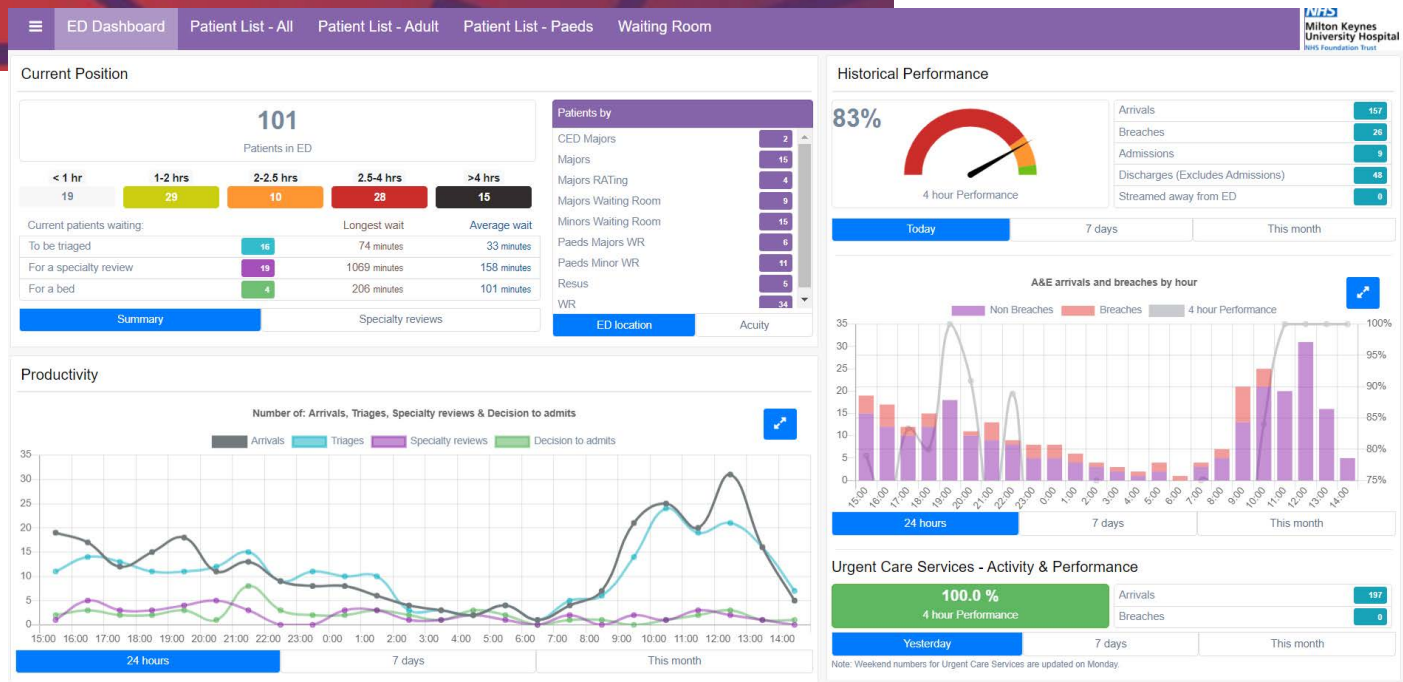 ☰ ED Dashboard Patient List - All Patient List - Adult Patient List - Paeds Waiting Room
NHS
Milton Keynes
University Hospital
NHS Foundation Trust
Current Position
101
Patients in ED
< 1 hr 1-2 hrs 2-2.5 hrs 2.5-4 hrs >4 hrs
19 29 10 28 15
Current patients waiting: Longest wait Average wait
To be triaged 16 74 minutes 33 minutes
For a specialty review 19 1069 minutes 158 minutes
For a bed 4 206 minutes 101 minutes
Summary Specialty reviews
Patients by
CED Majors 2
Majors 15
Majors RATing 4
Majors Waiting Room 9
Minors Waiting Room 15
Paeds Majors WR 6
Paeds Minor WR 11
Resus 5
WR 34
ED location Acuity
Productivity
Number of: Arrivals, Triages, Specialty reviews & Decision to admits
Arrivals Triages Specialty reviews Decision to admits
35
30
25
20
15
10
5
0
15:00 16:00 17:00 18:00 19:00 20:00 21:00 22:00 23:00 0:00 1:00 2:00 3:00 4:00 5:00 6:00 7:00 8:00 9:00 10:00 11:00 12:00 13:00 14:00
24 hours 7 days This month
Historical Performance
83%
4 hour Performance
Arrivals 157
Breaches 26
Admissions 9
Discharges (Excludes Admissions) 48
Streamed away from ED 0
Today 7 days This month
A&E arrivals and breaches by hour
Non Breaches Breaches 4 hour Performance
35 100%
30 95%
25 90%
20 85%
15 80%
10 75%
5
0
15:00 16:00 17:00 18:00 19:00 20:00 21:00 22:00 23:00 0:00 1:00 2:00 3:00 4:00 5:00 6:00 7:00 8:00 9:00 10:00 11:00 12:00 13:00 14:00
24 hours 7 days This month
Urgent Care Services - Activity & Performance
100.0 %
4 hour Performance
Arrivals 197
Breaches 0
Yesterday 7 days This month
Note: Weekend numbers for Urgent Care Services are updated on Monday.